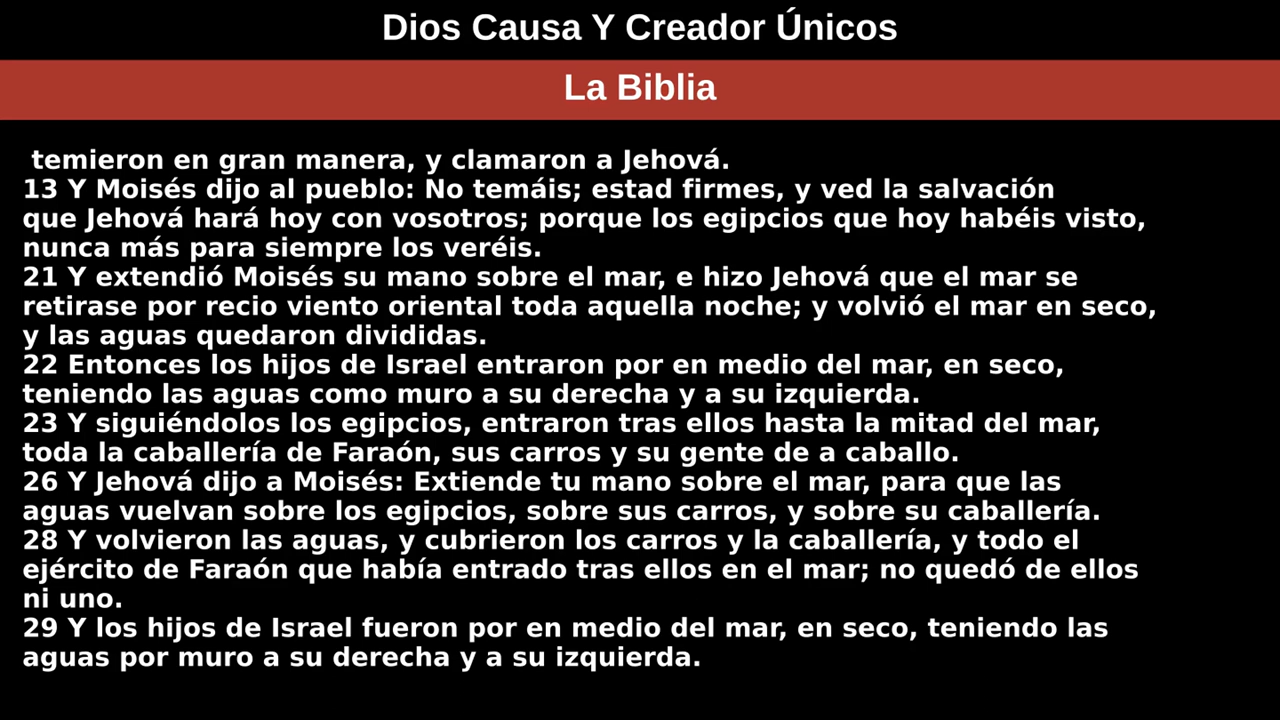 Dios Causa Y Creador Únicos
La Biblia
temieron en gran manera, y clamaron a Jehová.
13 Y Moisés dijo al pueblo: No temáis; estad firmes, y ved la salvación
que Jehová hará hoy con vosotros; porque los egipcios que hoy habéis visto,
nunca más para siempre los veréis.
21 Y extendió Moisés su mano sobre el mar, e hizo Jehová que el mar se
retirase por recio viento oriental toda aquella noche; y volvió el mar en seco,
y las aguas quedaron divididas.
22 Entonces los hijos de Israel entraron por en medio del mar, en seco,
teniendo las aguas como muro a su derecha y a su izquierda.
23 Y siguiéndolos los egipcios, entraron tras ellos hasta la mitad del mar,
toda la caballería de Faraón, sus carros y su gente de a caballo.
26 Y Jehová dijo a Moisés: Extiende tu mano sobre el mar, para que las
aguas vuelvan sobre los egipcios, sobre sus carros, y sobre su caballería.
28 Y volvieron las aguas, y cubrieron los carros y la caballería, y todo el
ejército de Faraón que había entrado tras ellos en el mar; no quedó de ellos
ni uno.
29 Y los hijos de Israel fueron por en medio del mar, en seco, teniendo las
aguas por muro a su derecha y a su izquierda.